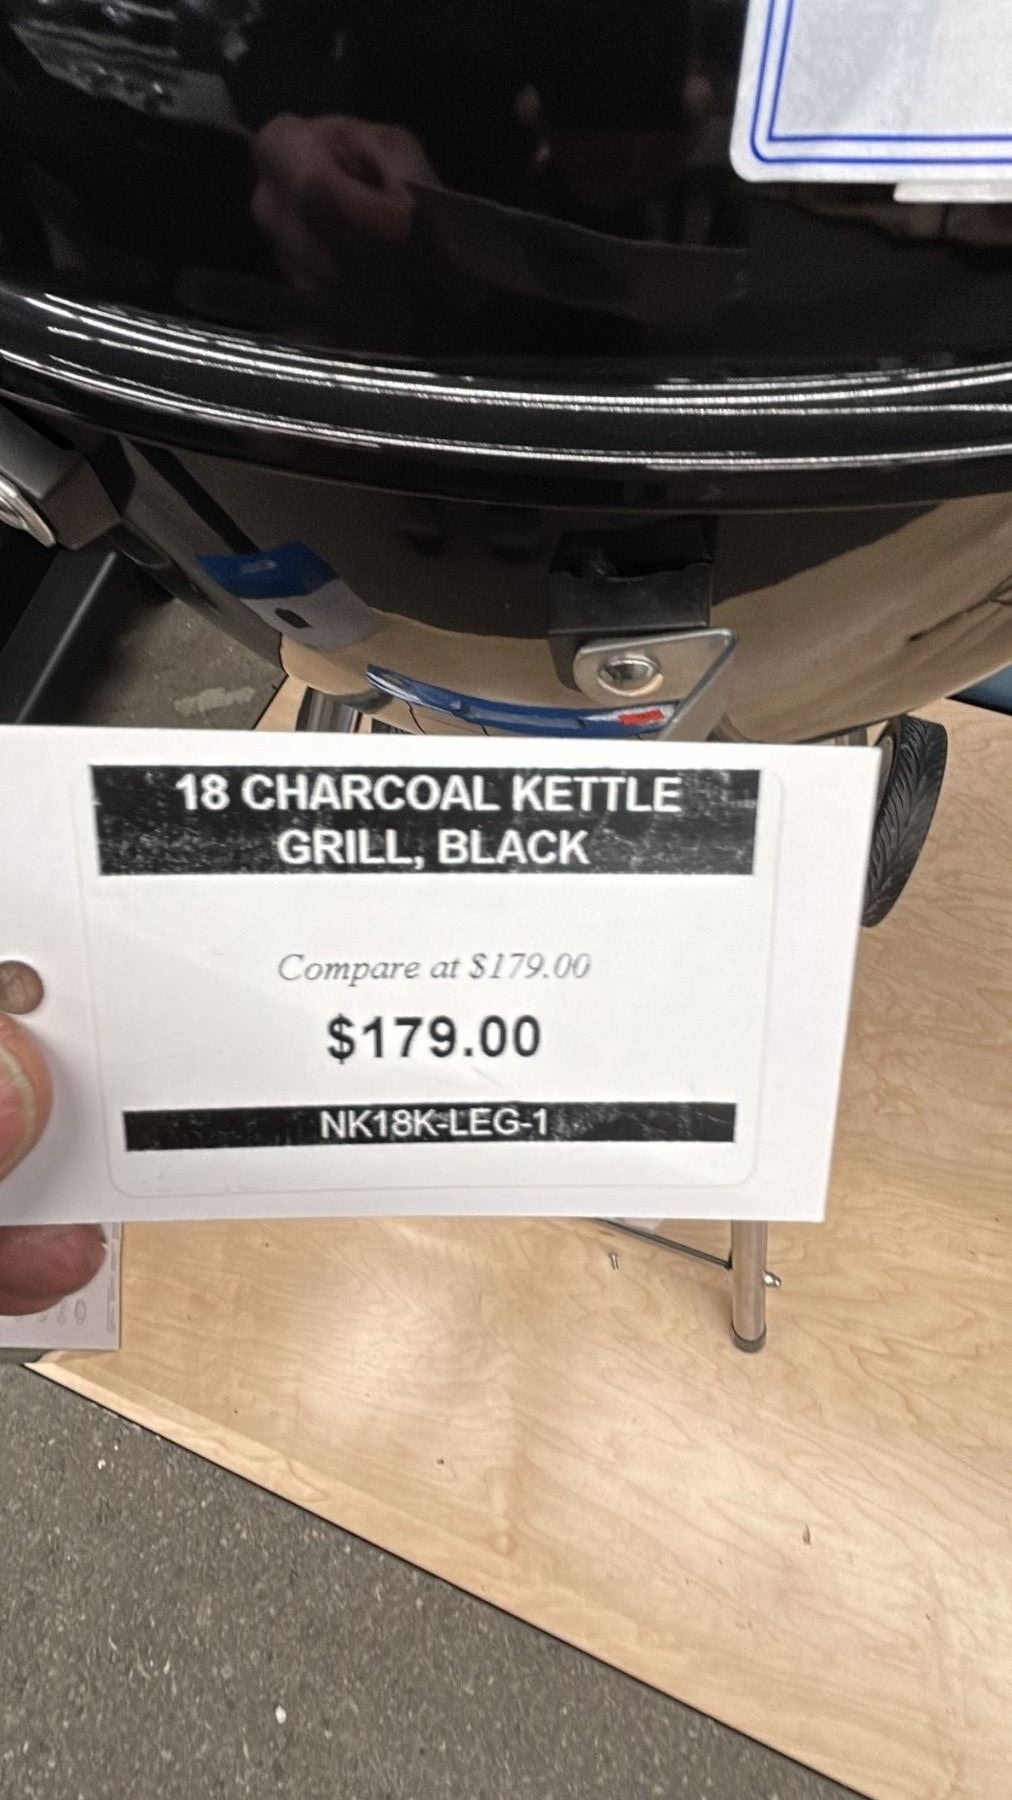 18 CHARCOAL KETTLE
GRILL, BLACK
Compare at $179.00
$179.00
NK18K-LEG-1